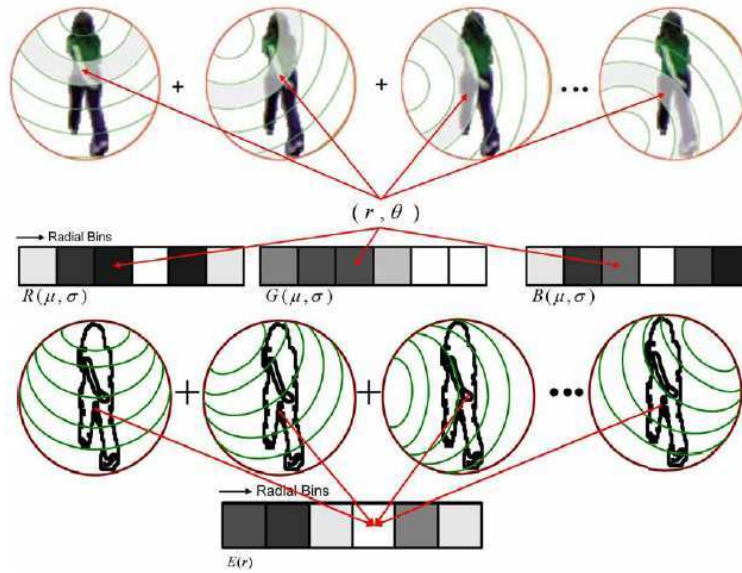 + + •••
( r , θ )
→ Radial Bins
R(μ, σ) G(μ, σ) B(μ, σ)
+ + •••
→ Radial Bins
E(r)